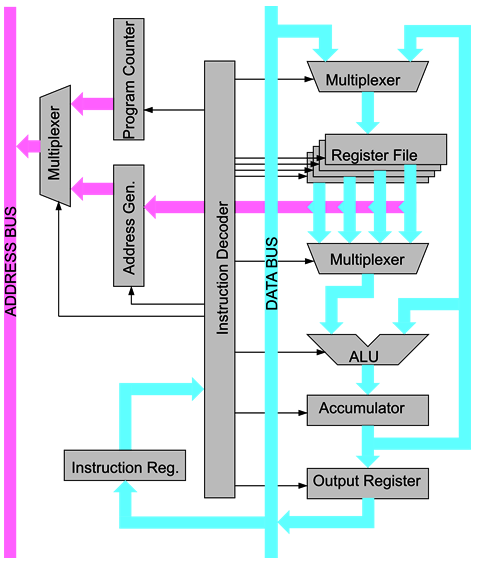 ADDRESS BUS
Multiplexer
Program Counter
Address Gen.
Instruction Decoder
Instruction Reg.
DATA BUS
Multiplexer
Register File
Multiplexer
ALU
Accumulator
Output Register